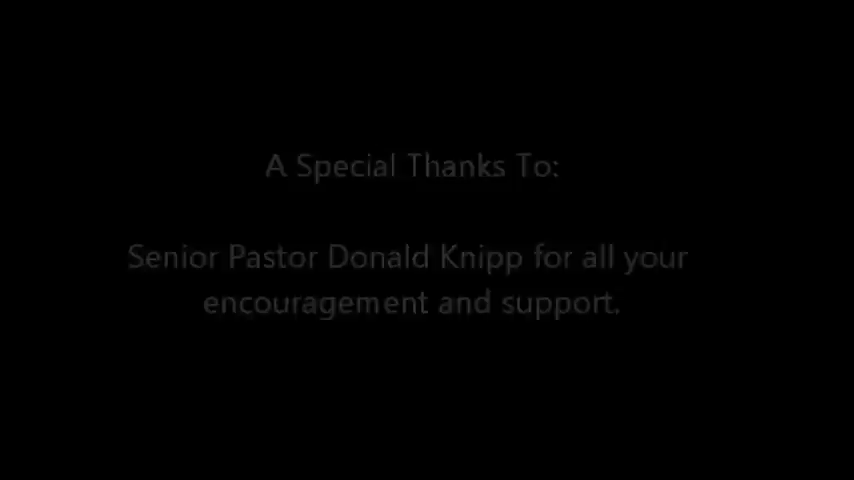 A Special Thanks To:
Senior Pastor Donald Knipp for all your
encouragement and support.